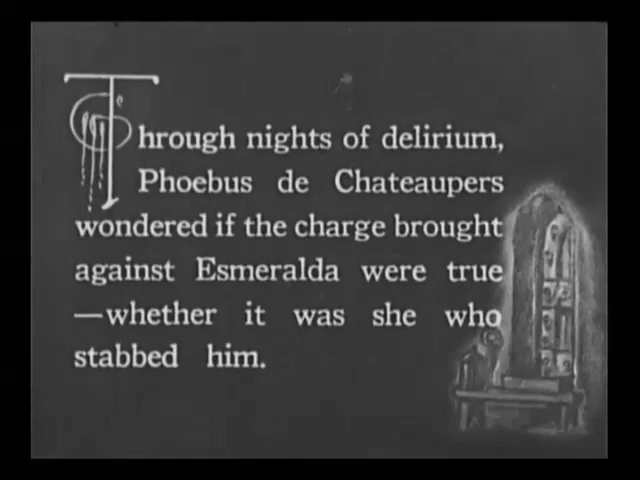 Through nights of delirium,
Phoebus de Chateaupers
wondered if the charge brought
against Esmeralda were true
—whether it was she who
stabbed him.